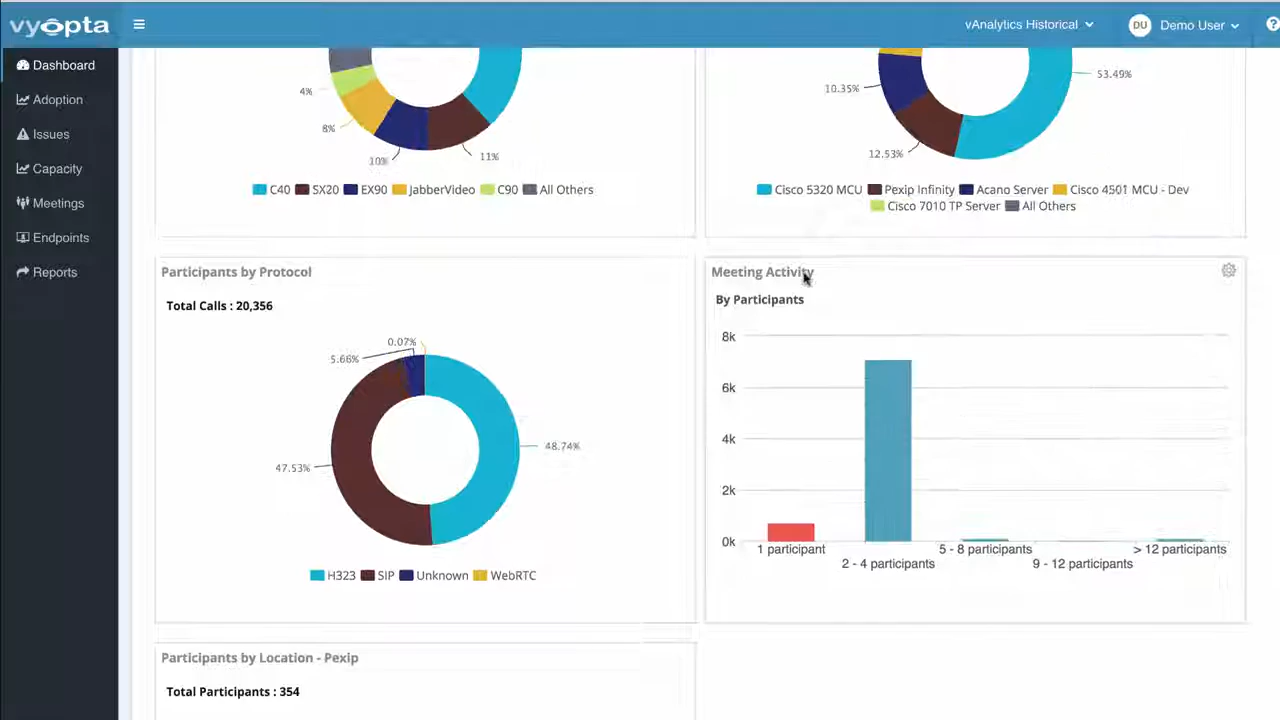 vyopta
vAnalytics Historical
DU Demo User
?
Dashboard
Adoption
Issues
Capacity
Meetings
Endpoints
Reports
4%
8%
10%
11%
C40 SX20 EX90 JabberVideo C90 All Others
53.49%
10.35%
12.53%
Cisco 5320 MCU Pexip Infinity Acano Server Cisco 4501 MCU - Dev
Cisco 7010 TP Server All Others
Participants by Protocol
Total Calls : 20,356
0.07%
5.66%
48.74%
47.53%
H323 SIP Unknown WebRTC
Meeting Activity
By Participants
8k
6k
4k
2k
0k
1 participant
2 - 4 participants
5 - 8 participants
9 - 12 participants
> 12 participants
Participants by Location - Pexip
Total Participants : 354